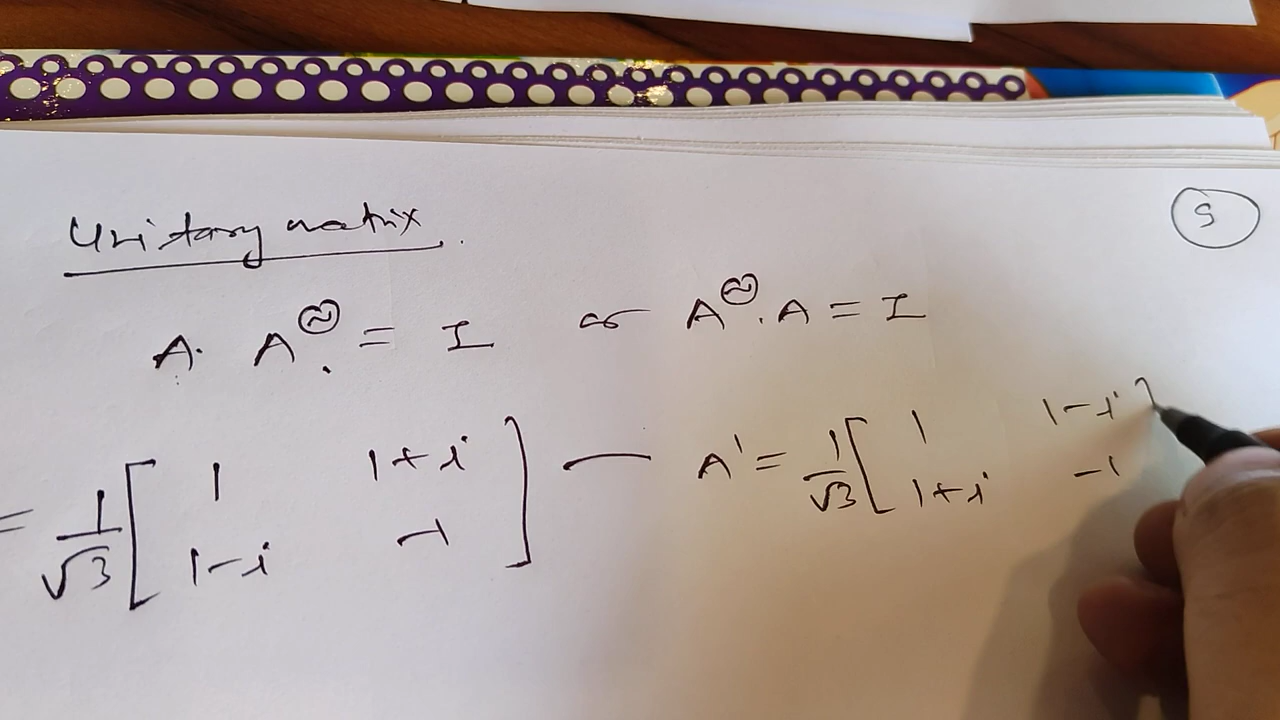 Unitary matrix.
5
A. A^(~) = I or A^(~). A = I
= 1/√3 [ 1 1+i
1-i -1 ] — A' = 1/√3 [ 1 1-i
1+i -1 ]